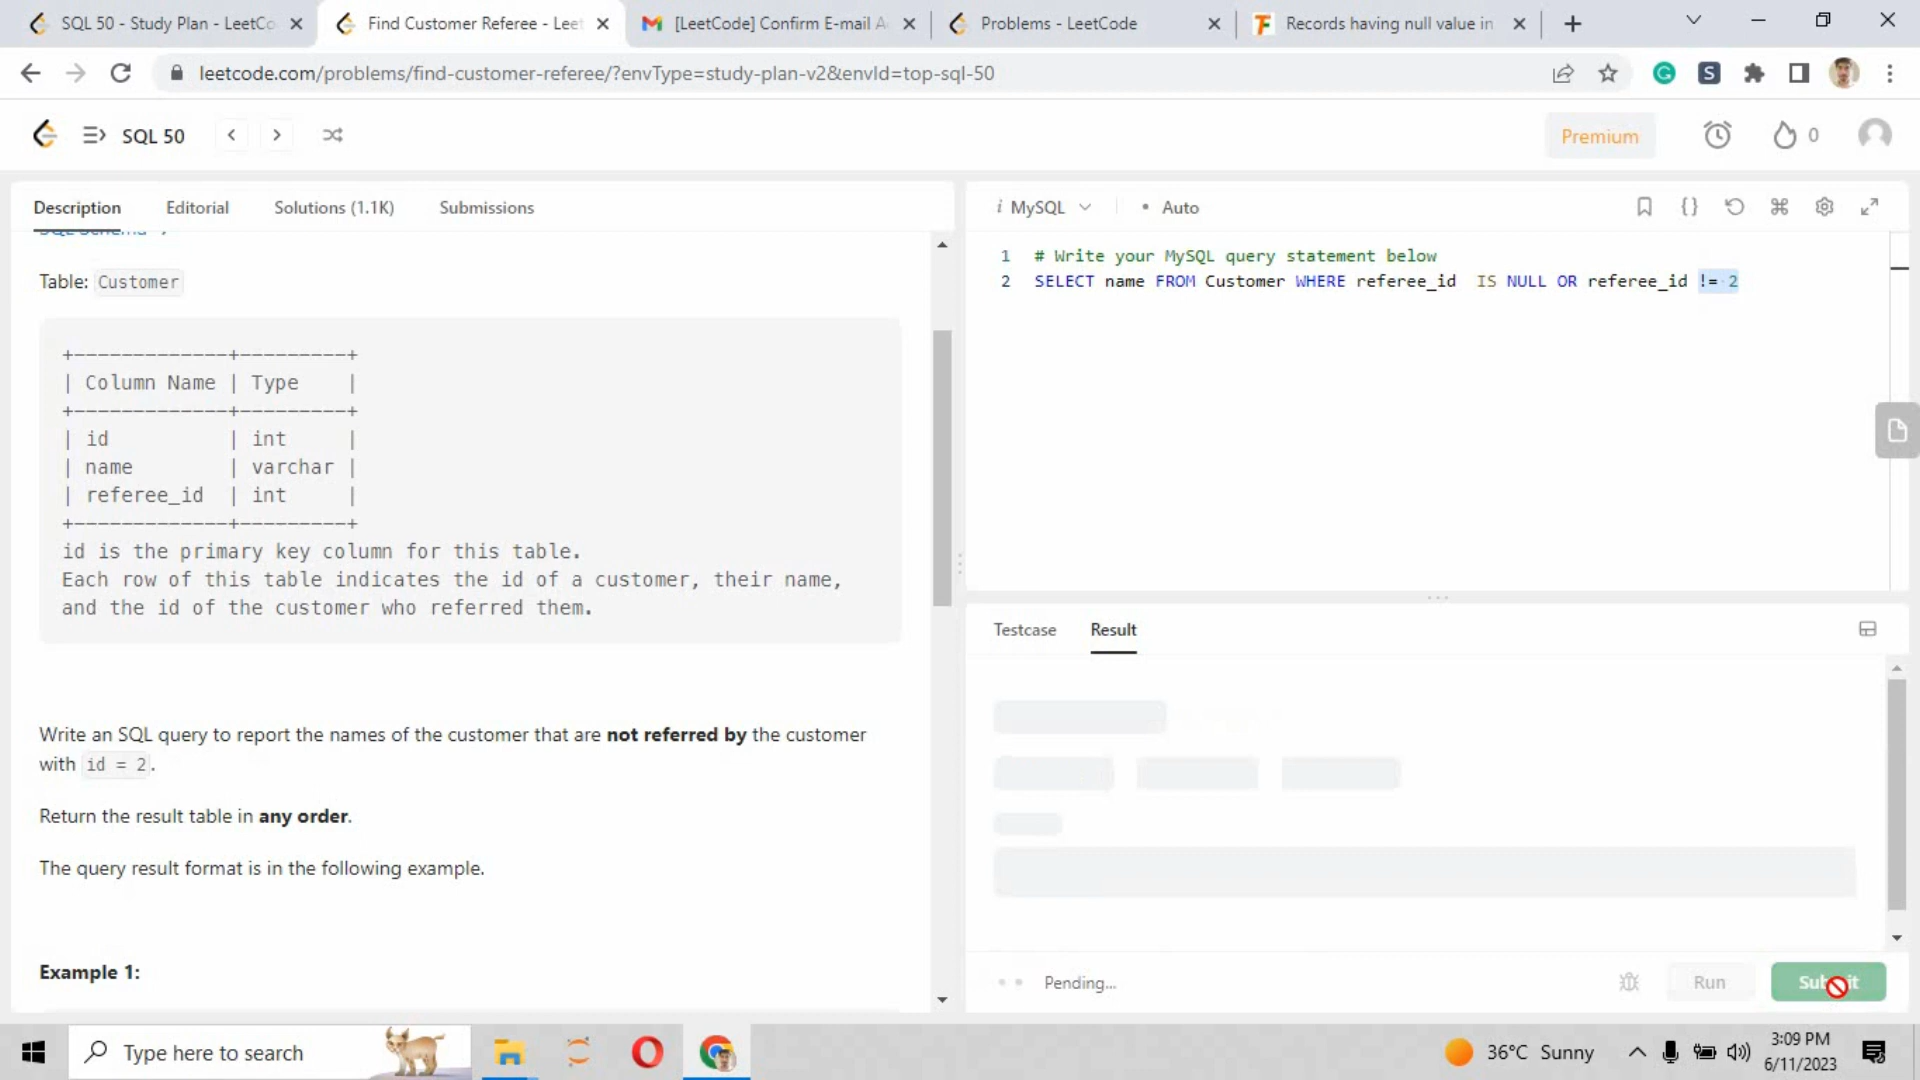 SQL 50 - Study Plan - LeetCo
Find Customer Referee - Leet
[LeetCode] Confirm E-mail A
Problems - LeetCode
Records having null value in
leetcode.com/problems/find-customer-referee/?envType=study-plan-v2&envId=top-sql-50
SQL 50
Premium
0
Description
Editorial
Solutions (1.1K)
Submissions
SQL Schema
Table: Customer
+-------------+---------+
| Column Name | Type    |
+-------------+---------+
| id          | int     |
| name        | varchar |
| referee_id  | int     |
+-------------+---------+
id is the primary key column for this table.
Each row of this table indicates the id of a customer, their name,
and the id of the customer who referred them.
Write an SQL query to report the names of the customer that are not referred by the customer
with id = 2.
Return the result table in any order.
The query result format is in the following example.
Example 1:
i MySQL
• Auto
1 # Write your MySQL query statement below
2 SELECT name FROM Customer WHERE referee_id  IS NULL OR referee_id != 2
Testcase
Result
Pending...
Run
Submit
Type here to search
36°C Sunny
3:09 PM
6/11/2023